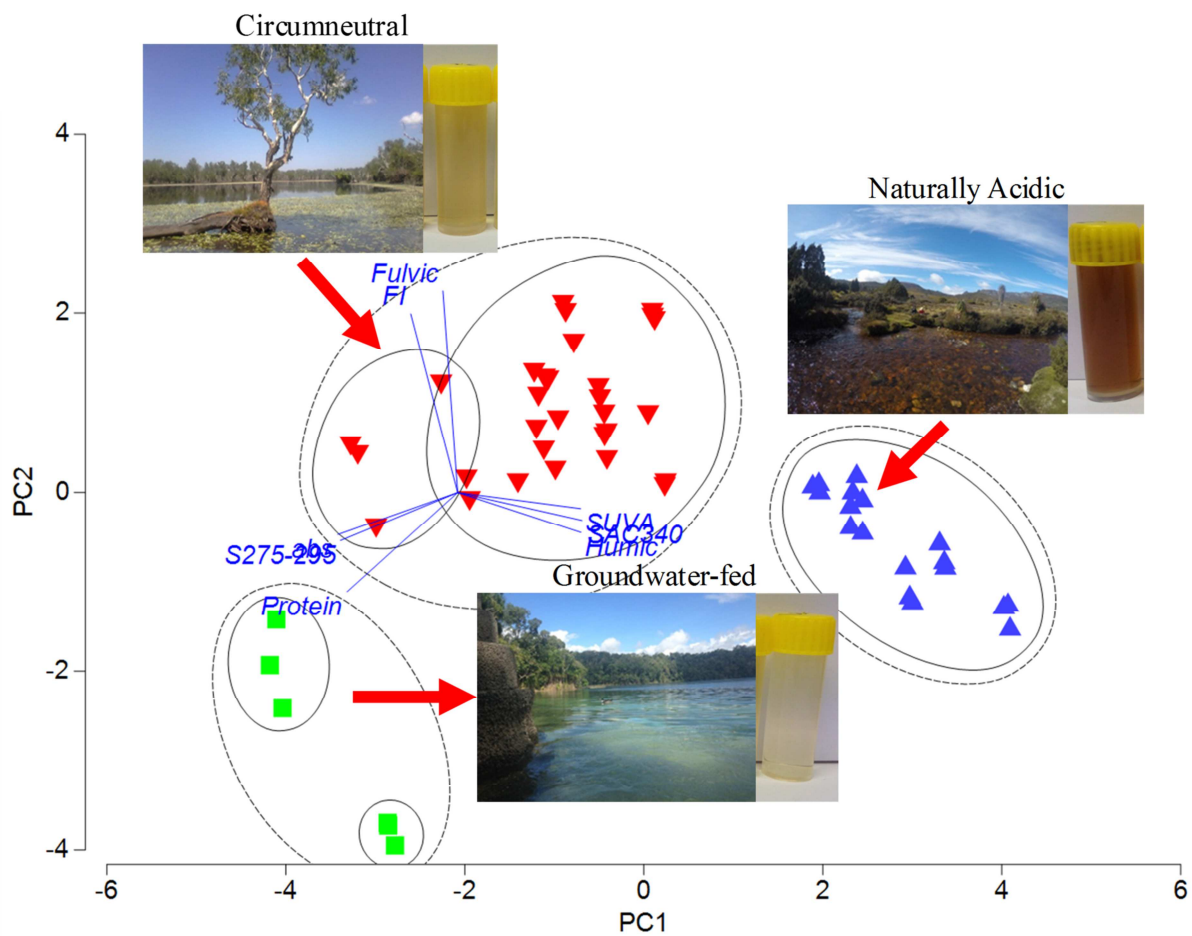 Circumneutral
4
Naturally Acidic
Fulvic
FI
2
PC2
0
SUVA
SAC340
Humic
abs
S275-295
Groundwater-fed
Protein
-2
-4
-6 -4 -2 0 2 4 6
PC1